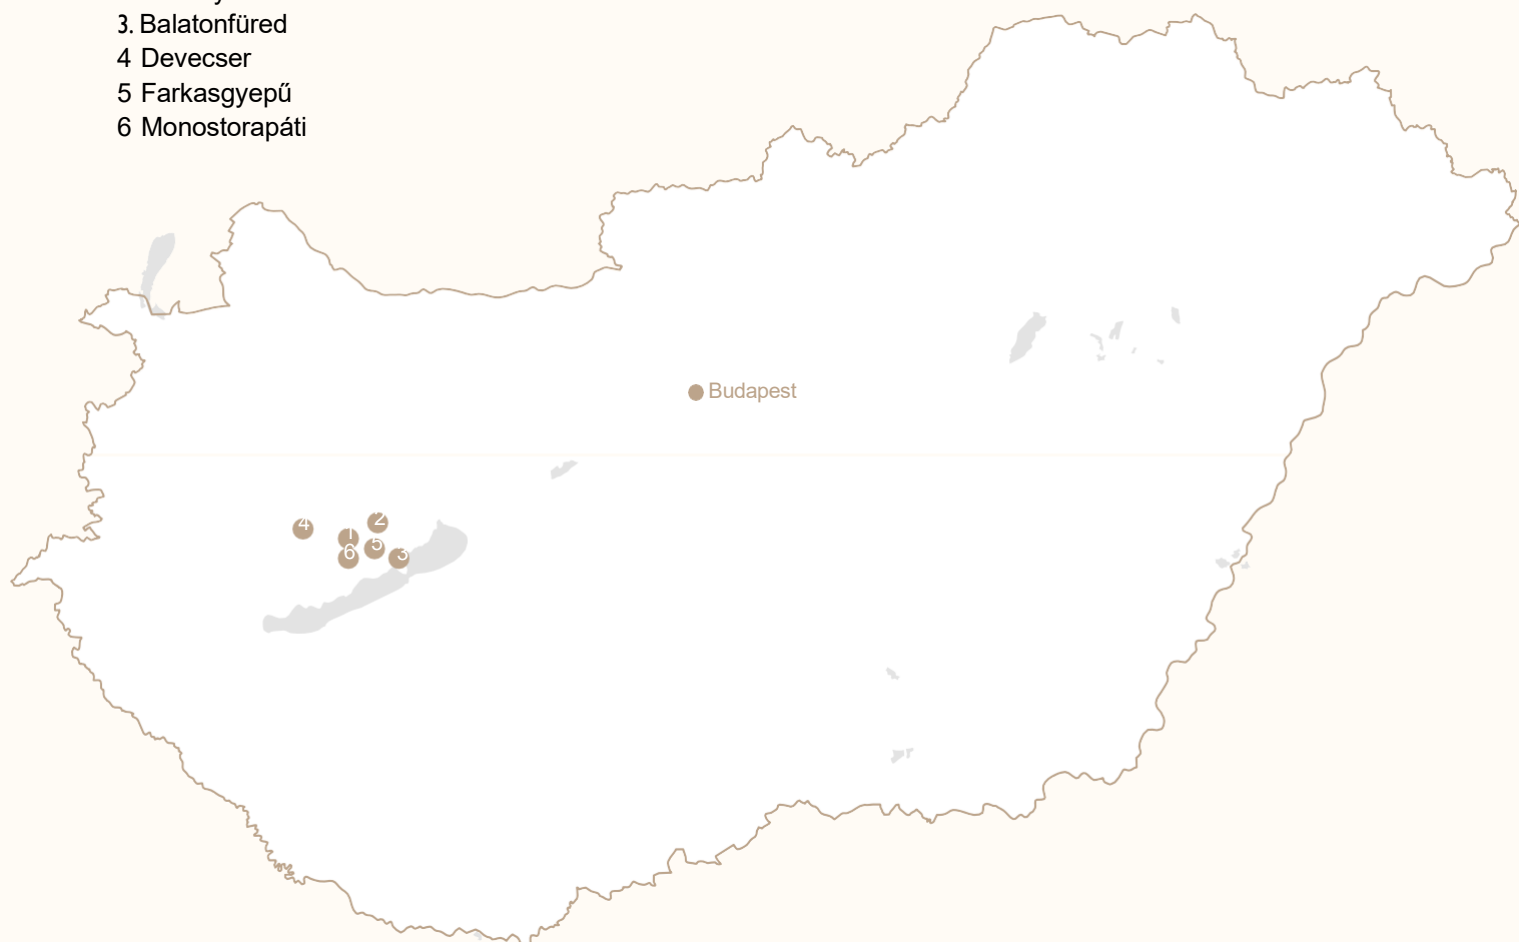 3. Balatonfüred
4 Devecser
5 Farkasgyepű
6 Monostorapáti
Budapest
4
1
2
5
6
3